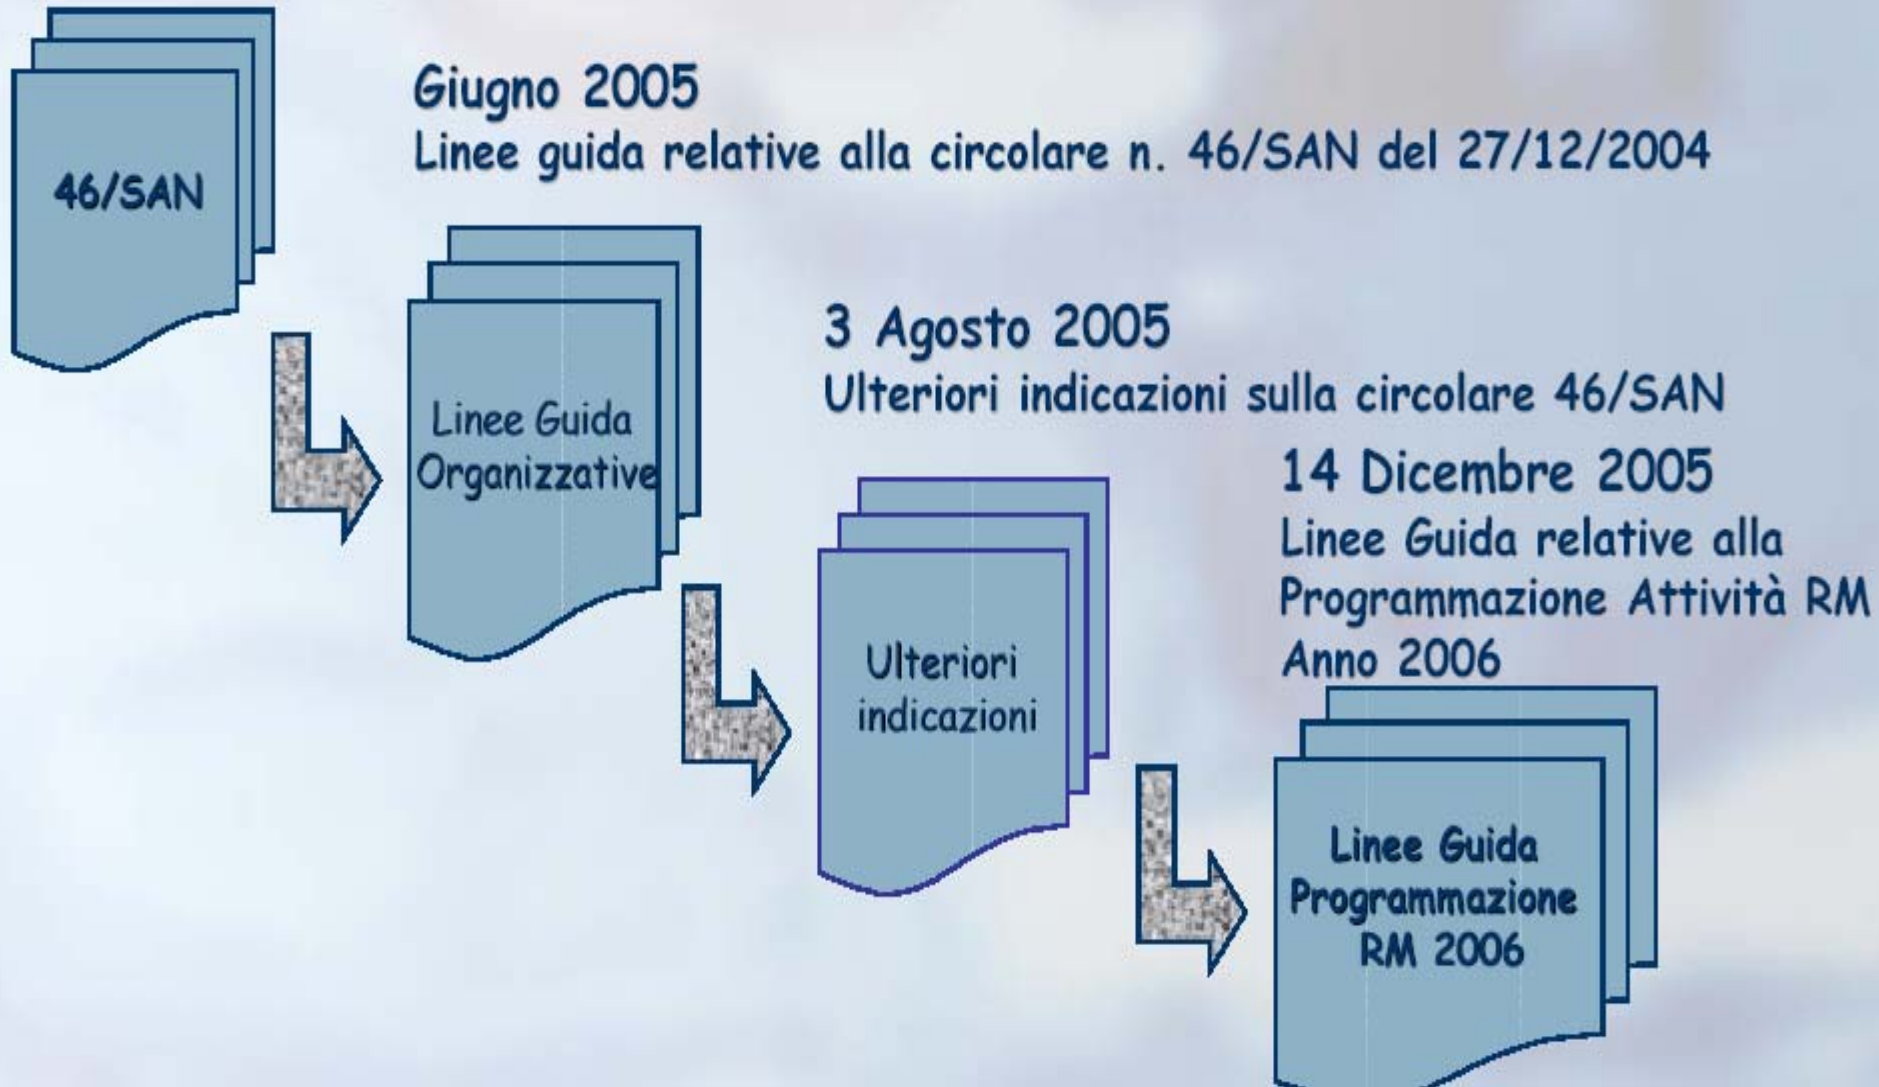 46/SAN
Giugno 2005
Linee guida relative alla circolare n. 46/SAN del 27/12/2004
Linee Guida
Organizzative
3 Agosto 2005
Ulteriori indicazioni sulla circolare 46/SAN
Ulteriori
indicazioni
14 Dicembre 2005
Linee Guida relative alla
Programmazione Attività RM
Anno 2006
Linee Guida
Programmazione
RM 2006